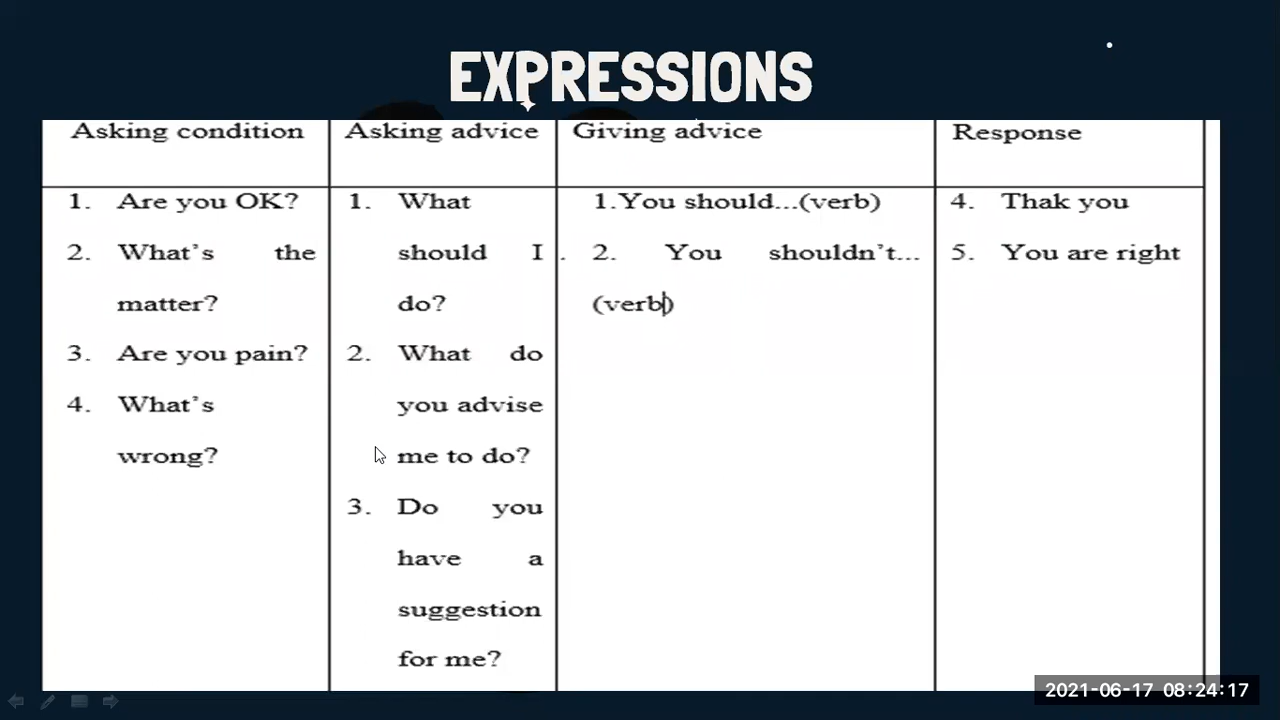 EXPRESSIONS
Asking condition
1. Are you OK?
2. What's the
matter?
3. Are you pain?
4. What's
wrong?
Asking advice
1. What
should I
do?
2. What do
you advise
me to do?
3. Do you
have a
suggestion
for me?
Giving advice
1.You should...(verb)
. 2. You shouldn't...
(verb)
Response
4. Thak you
5. You are right
2021-06-17 08:24:17